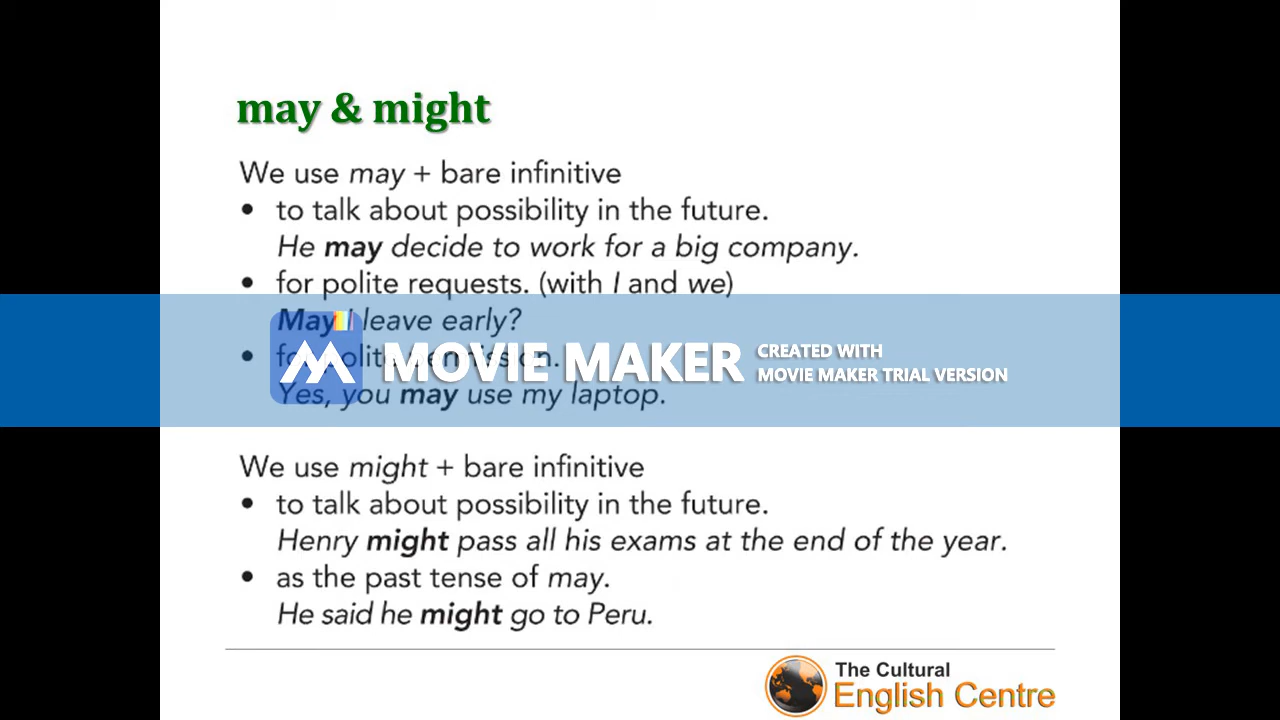 may & might
We use may + bare infinitive
• to talk about possibility in the future.
He may decide to work for a big company.
• for polite requests. (with I and we)
May I leave early?
• for polite permission.
MOVIE MAKER
CREATED WITH
MOVIE MAKER TRIAL VERSION
Yes, you may use my laptop.
We use might + bare infinitive
• to talk about possibility in the future.
Henry might pass all his exams at the end of the year.
• as the past tense of may.
He said he might go to Peru.
The Cultural
English Centre